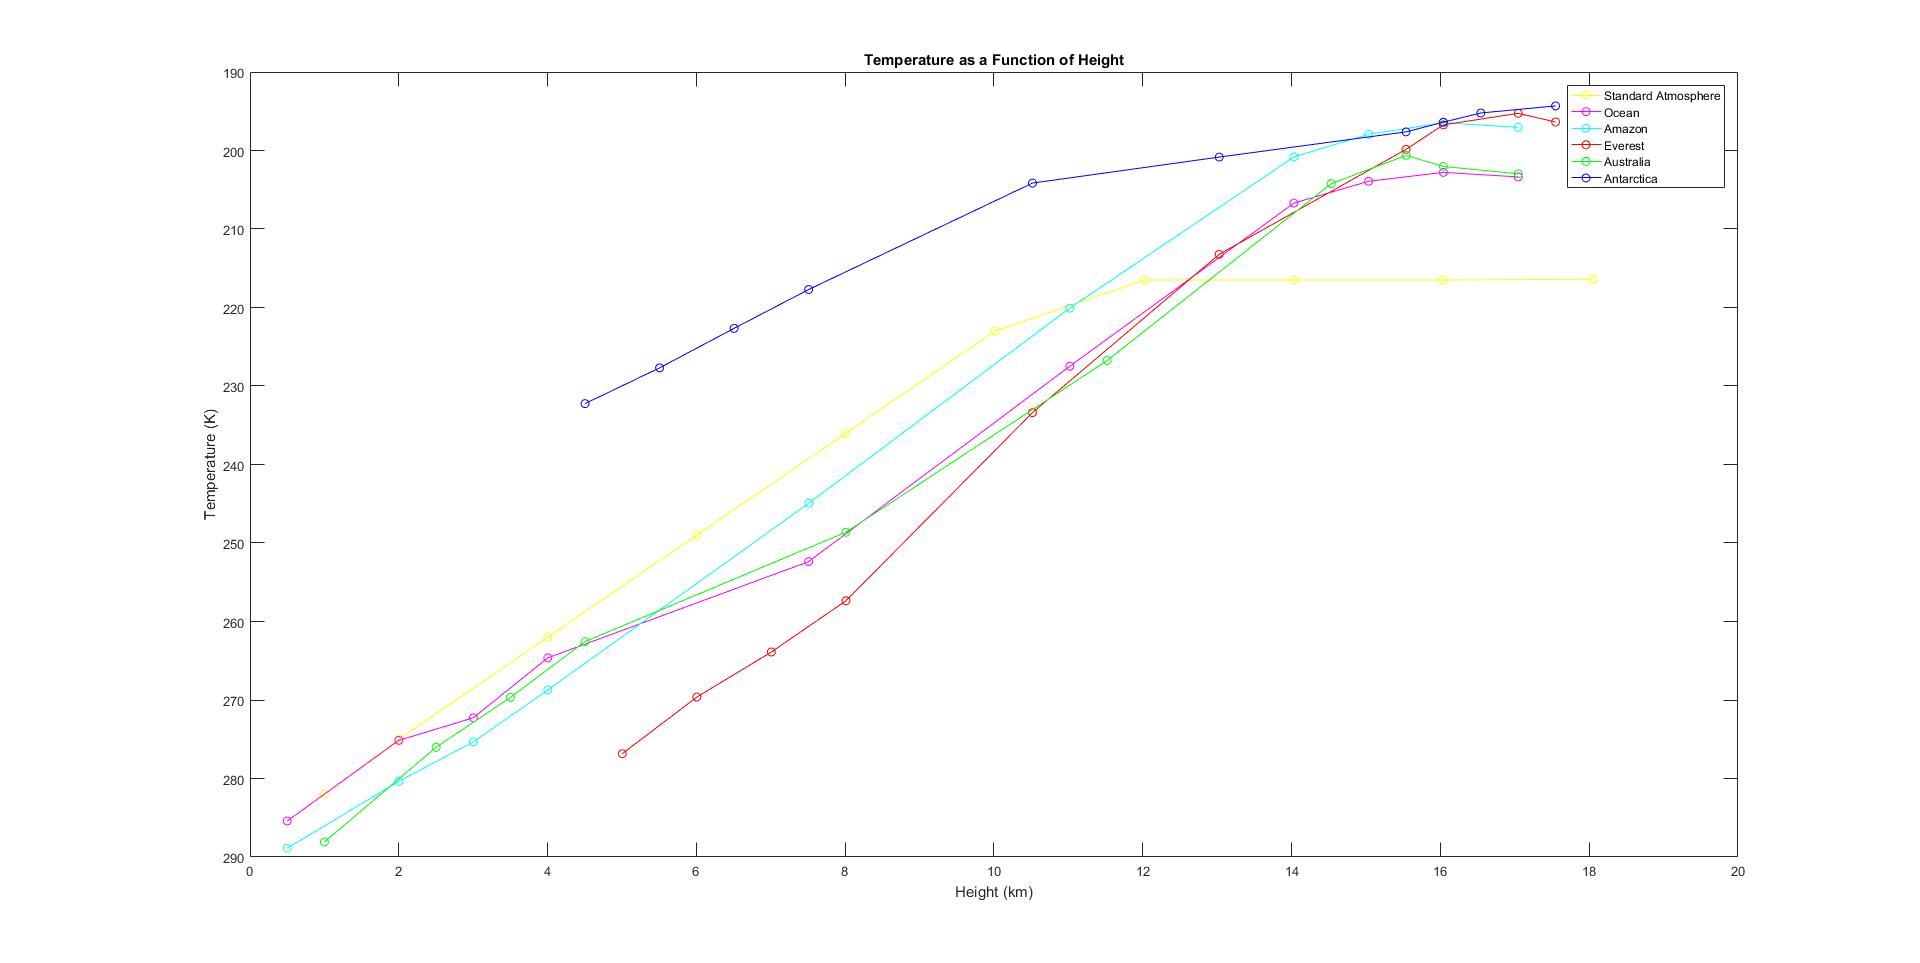 Temperature as a Function of Height
190
200
210
220
230
240
250
260
270
280
290
Temperature (K)
0 2 4 6 8 10 12 14 16 18 20
Height (km)
Standard Atmosphere
Ocean
Amazon
Everest
Australia
Antarctica